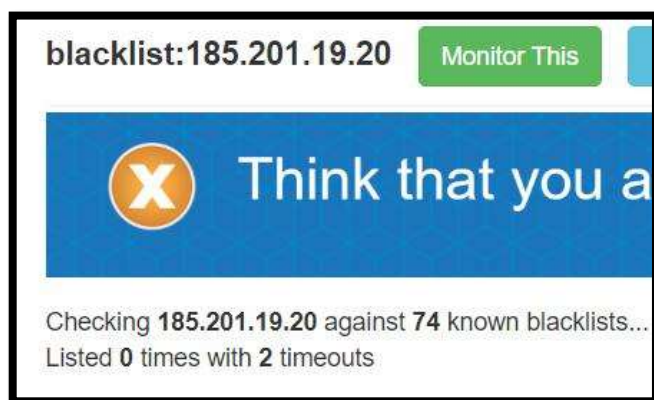 blacklist:185.201.19.20 Monitor This
X Think that you a
Checking 185.201.19.20 against 74 known blacklists...
Listed 0 times with 2 timeouts